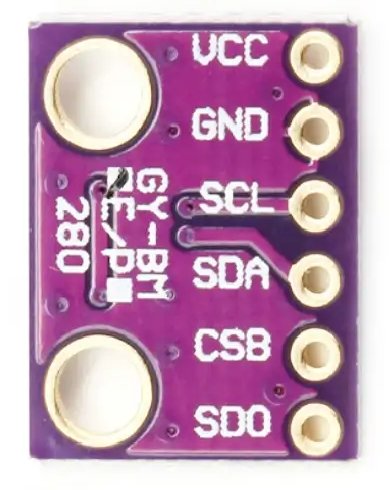 VCC
GND
SCL
SDA
CSB
SDO
GY-BM
E/P
280